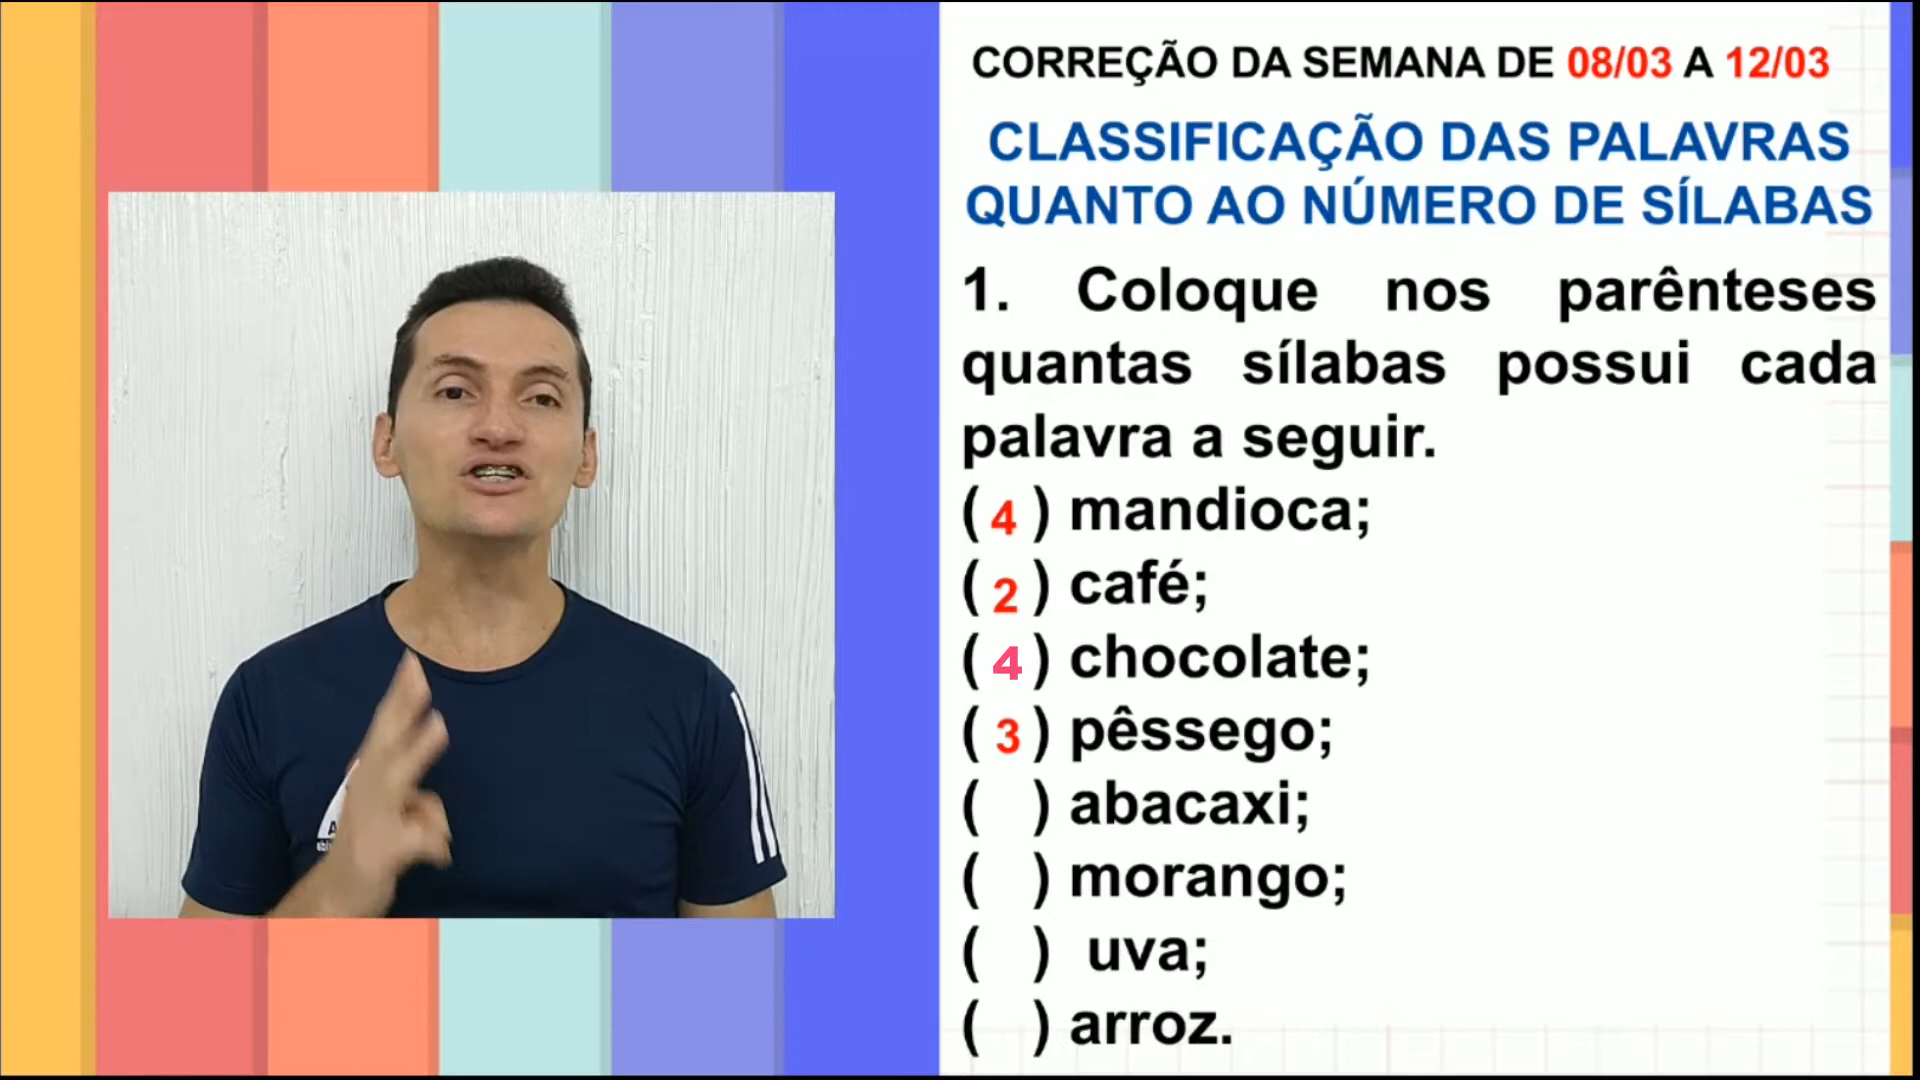 CORREÇÃO DA SEMANA DE 08/03 A 12/03
CLASSIFICAÇÃO DAS PALAVRAS
QUANTO AO NÚMERO DE SÍLABAS
1. Coloque nos parênteses
quantas sílabas possui cada
palavra a seguir.
( 4 ) mandioca;
( 2 ) café;
( 4 ) chocolate;
( 3 ) pêssego;
( ) abacaxi;
( ) morango;
( ) uva;
( ) arroz.